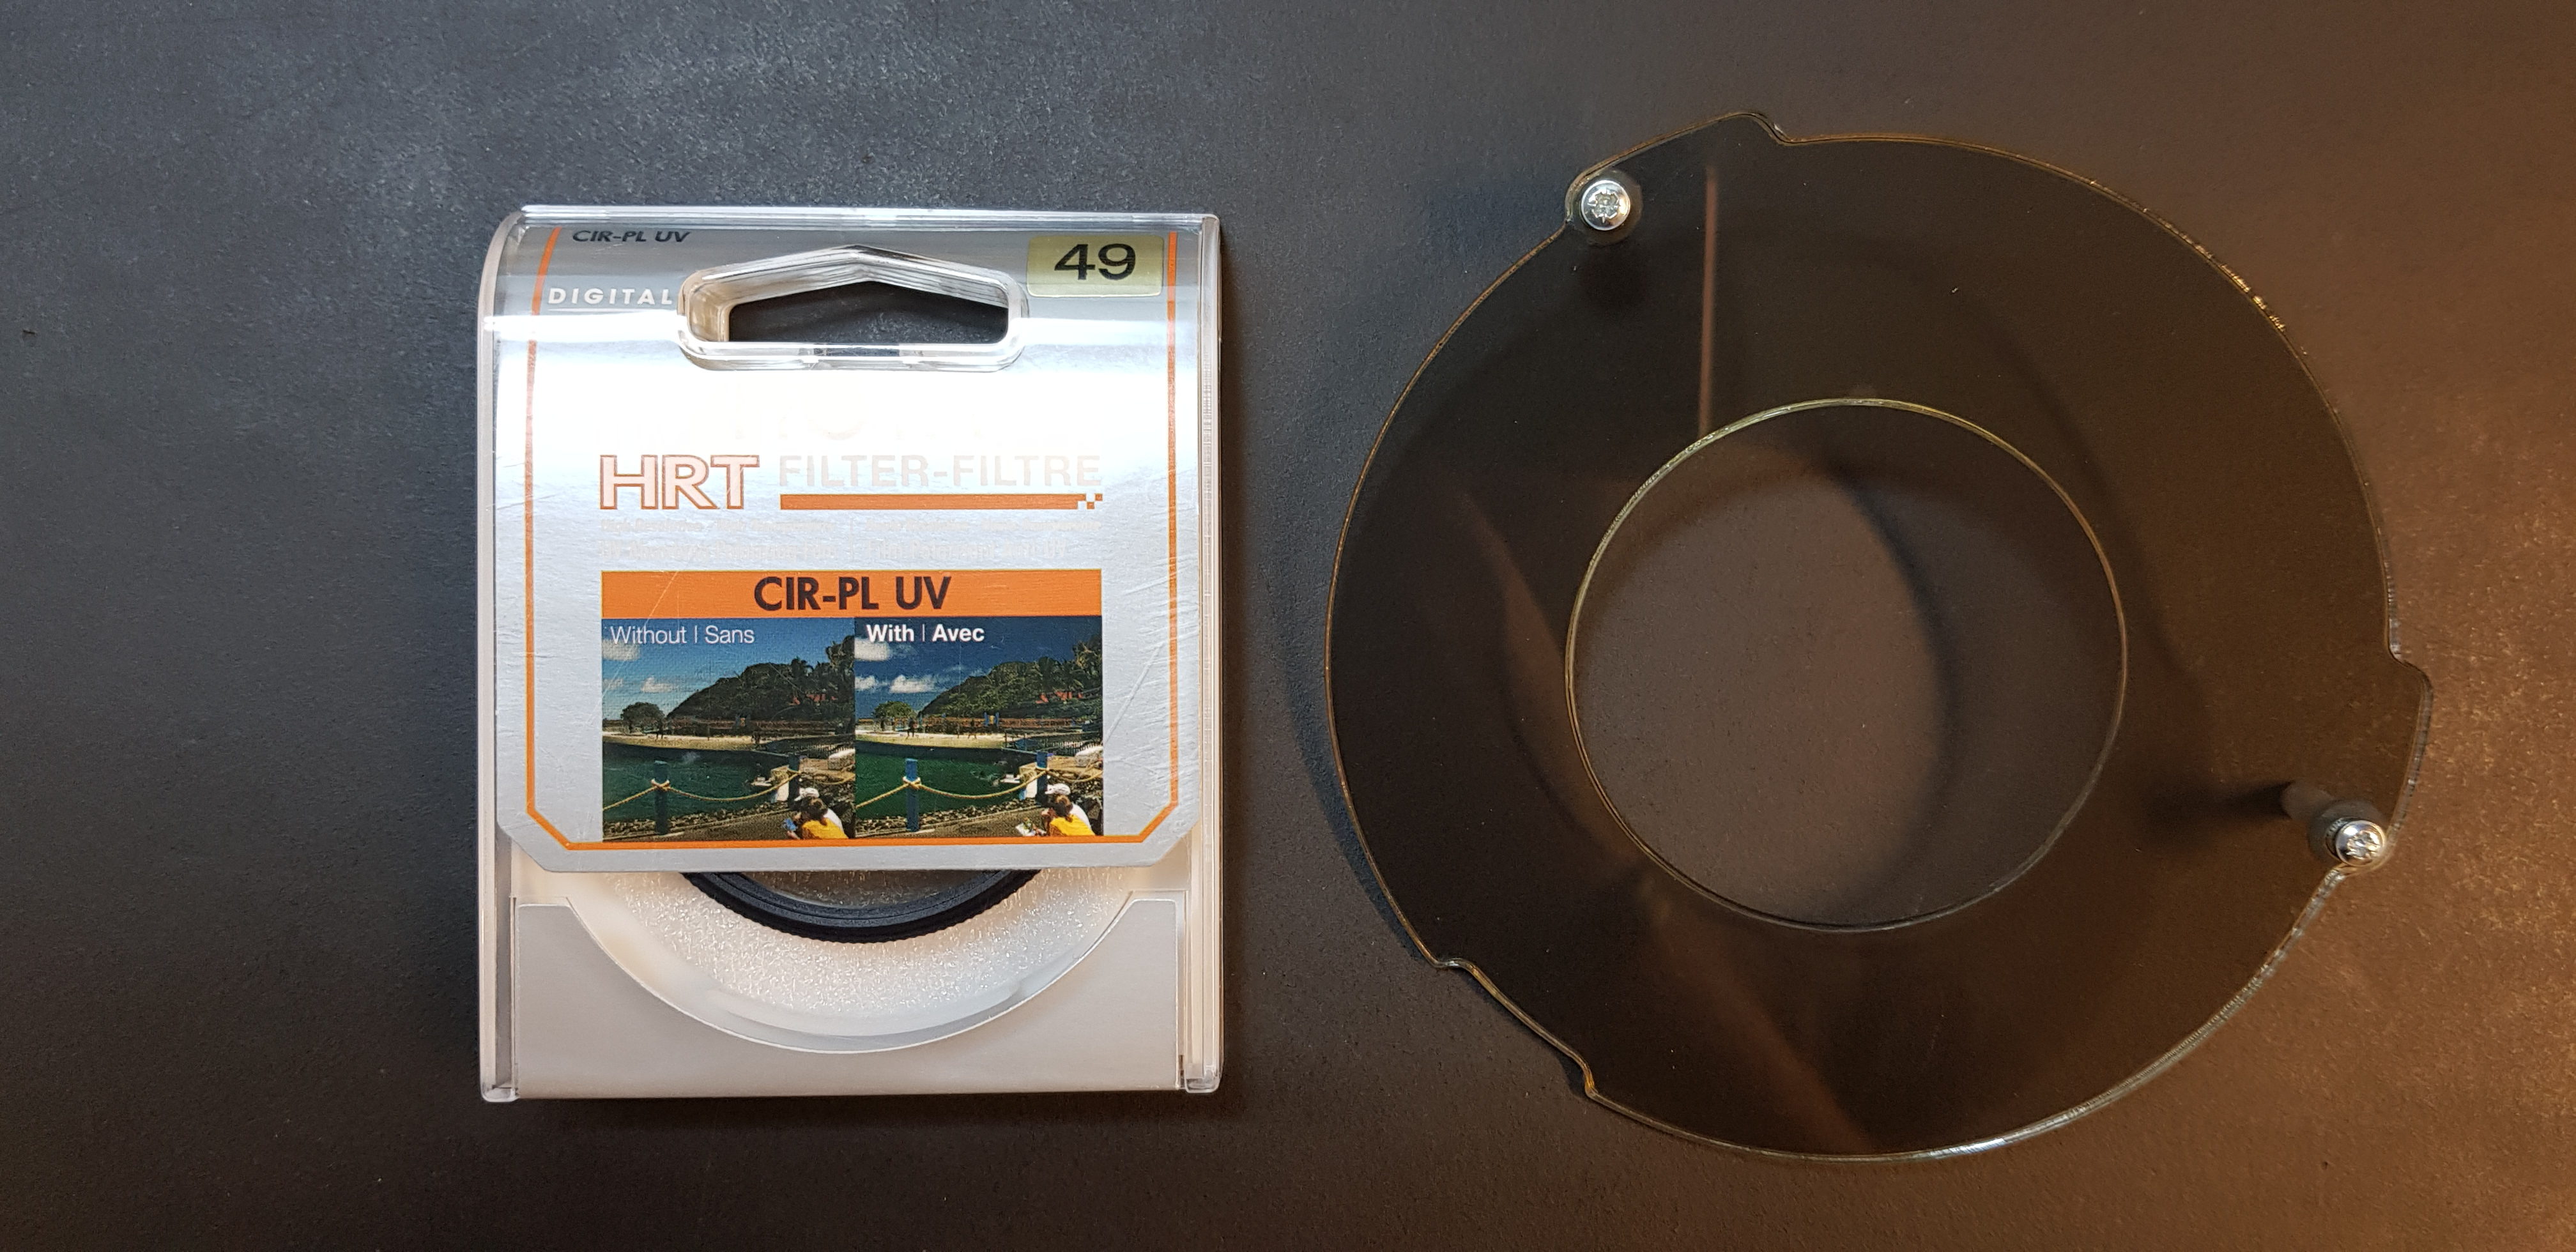 CIR-PL UV
49
DIGITAL
HRT FILTER-FILTRE
CIR-PL UV
Without | Sans
With | Avec